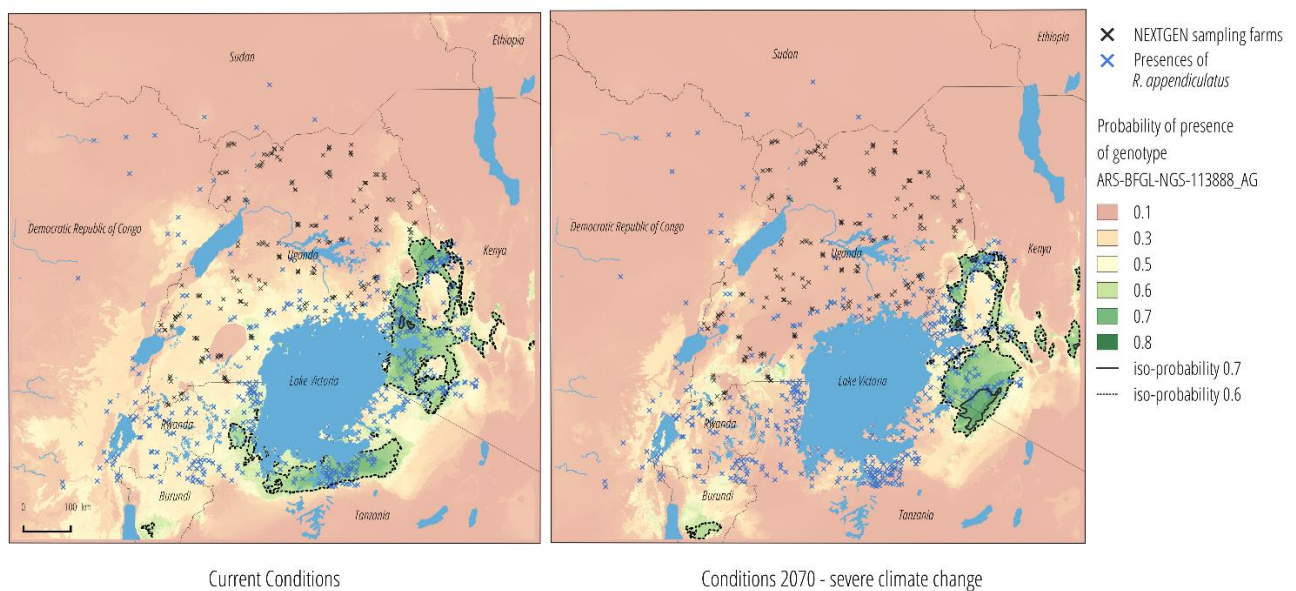 Sudan
Ethiopia
Democratic Republic of Congo
Uganda
Kenya
Lake Victoria
Rwanda
Burundi
Tanzania
0 100 km
Current Conditions
Sudan
Ethiopia
Democratic Republic of Congo
Uganda
Kenya
Lake Victoria
Rwanda
Burundi
Tanzania
Conditions 2070 - severe climate change
NEXTGEN sampling farms
Presences of
R. appendiculatus
Probability of presence
of genotype
ARS-BFGL-NGS-113888_AG
0.1
0.3
0.5
0.6
0.7
0.8
iso-probability 0.7
iso-probability 0.6